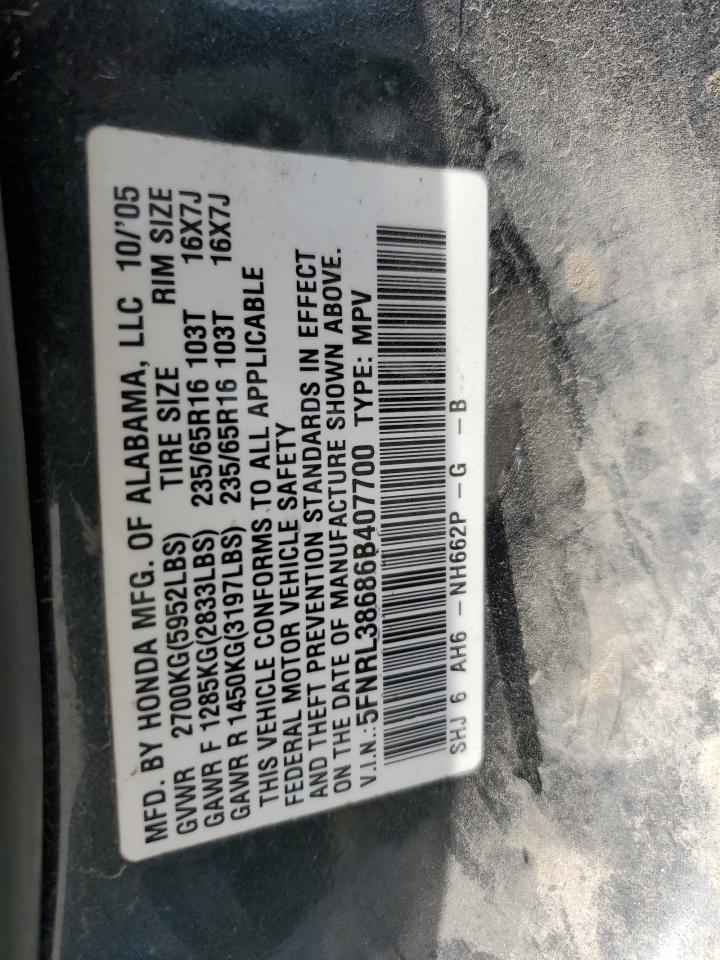 MFD. BY HONDA MFG. OF ALABAMA, LLC 10/'05
GVWR 2700KG(5952LBS) TIRE SIZE RIM SIZE
GAWR F 1285KG(2833LBS) 235/65R16 103T 16X7J
GAWR R 1450KG(3197LBS) 235/65R16 103T 16X7J
THIS VEHICLE CONFORMS TO ALL APPLICABLE
FEDERAL MOTOR VEHICLE SAFETY
AND THEFT PREVENTION STANDARDS IN EFFECT
ON THE DATE OF MANUFACTURE SHOWN ABOVE.
V.I.N.:5FNRL38686B407700 TYPE: MPV
SHJ 6 AH6 -NH662P -G -B